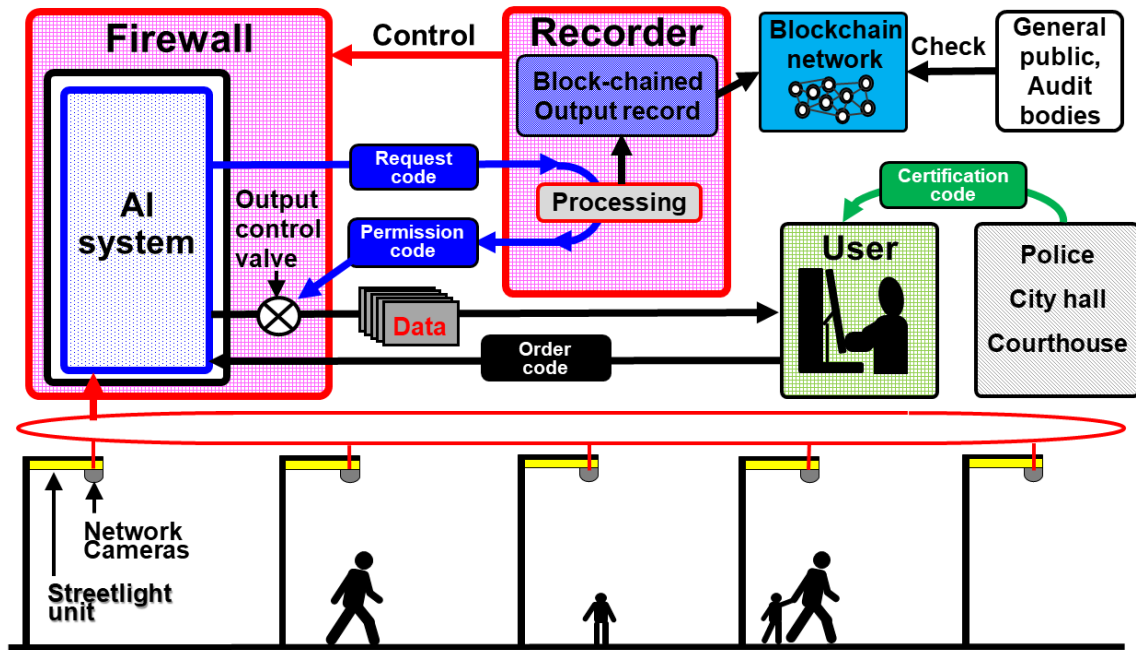 Firewall
Control
Recorder
Blockchain
network
Check
General
public,
Audit
bodies
Block-chained
Output record
Request
code
Processing
AI
system
Output
control
valve
Permission
code
Data
Order
code
Certification
code
User
Police
City hall
Courthouse
Network
Cameras
Streetlight
unit